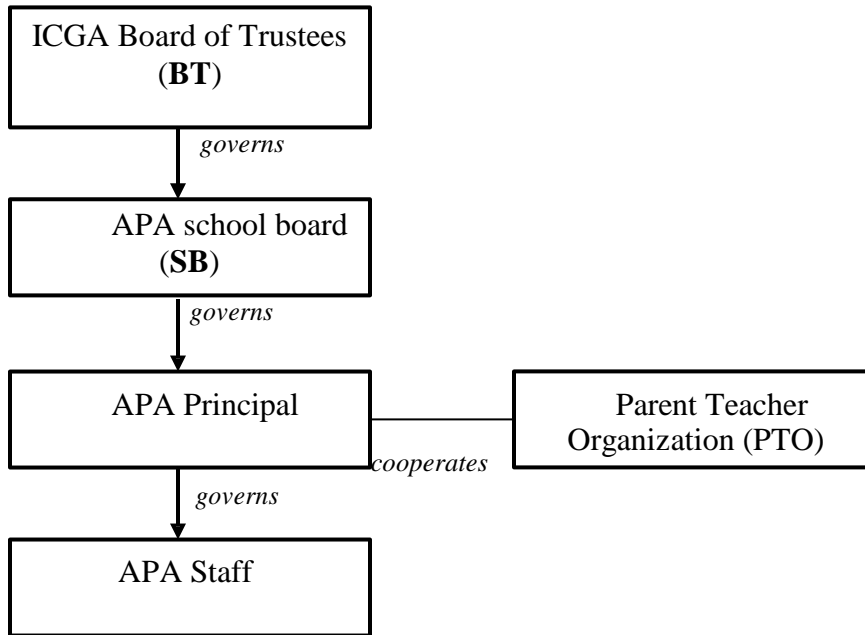 ICGA Board of Trustees
(BT)
governs
APA school board
(SB)
governs
APA Principal
Parent Teacher
Organization (PTO)
cooperates
governs
APA Staff